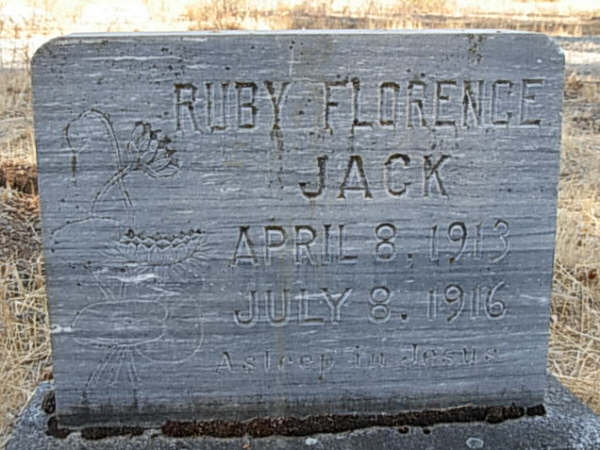 RUBY FLORENCE
JACK
APRIL 8, 1913
JULY 8, 1916
Asleep in Jesus